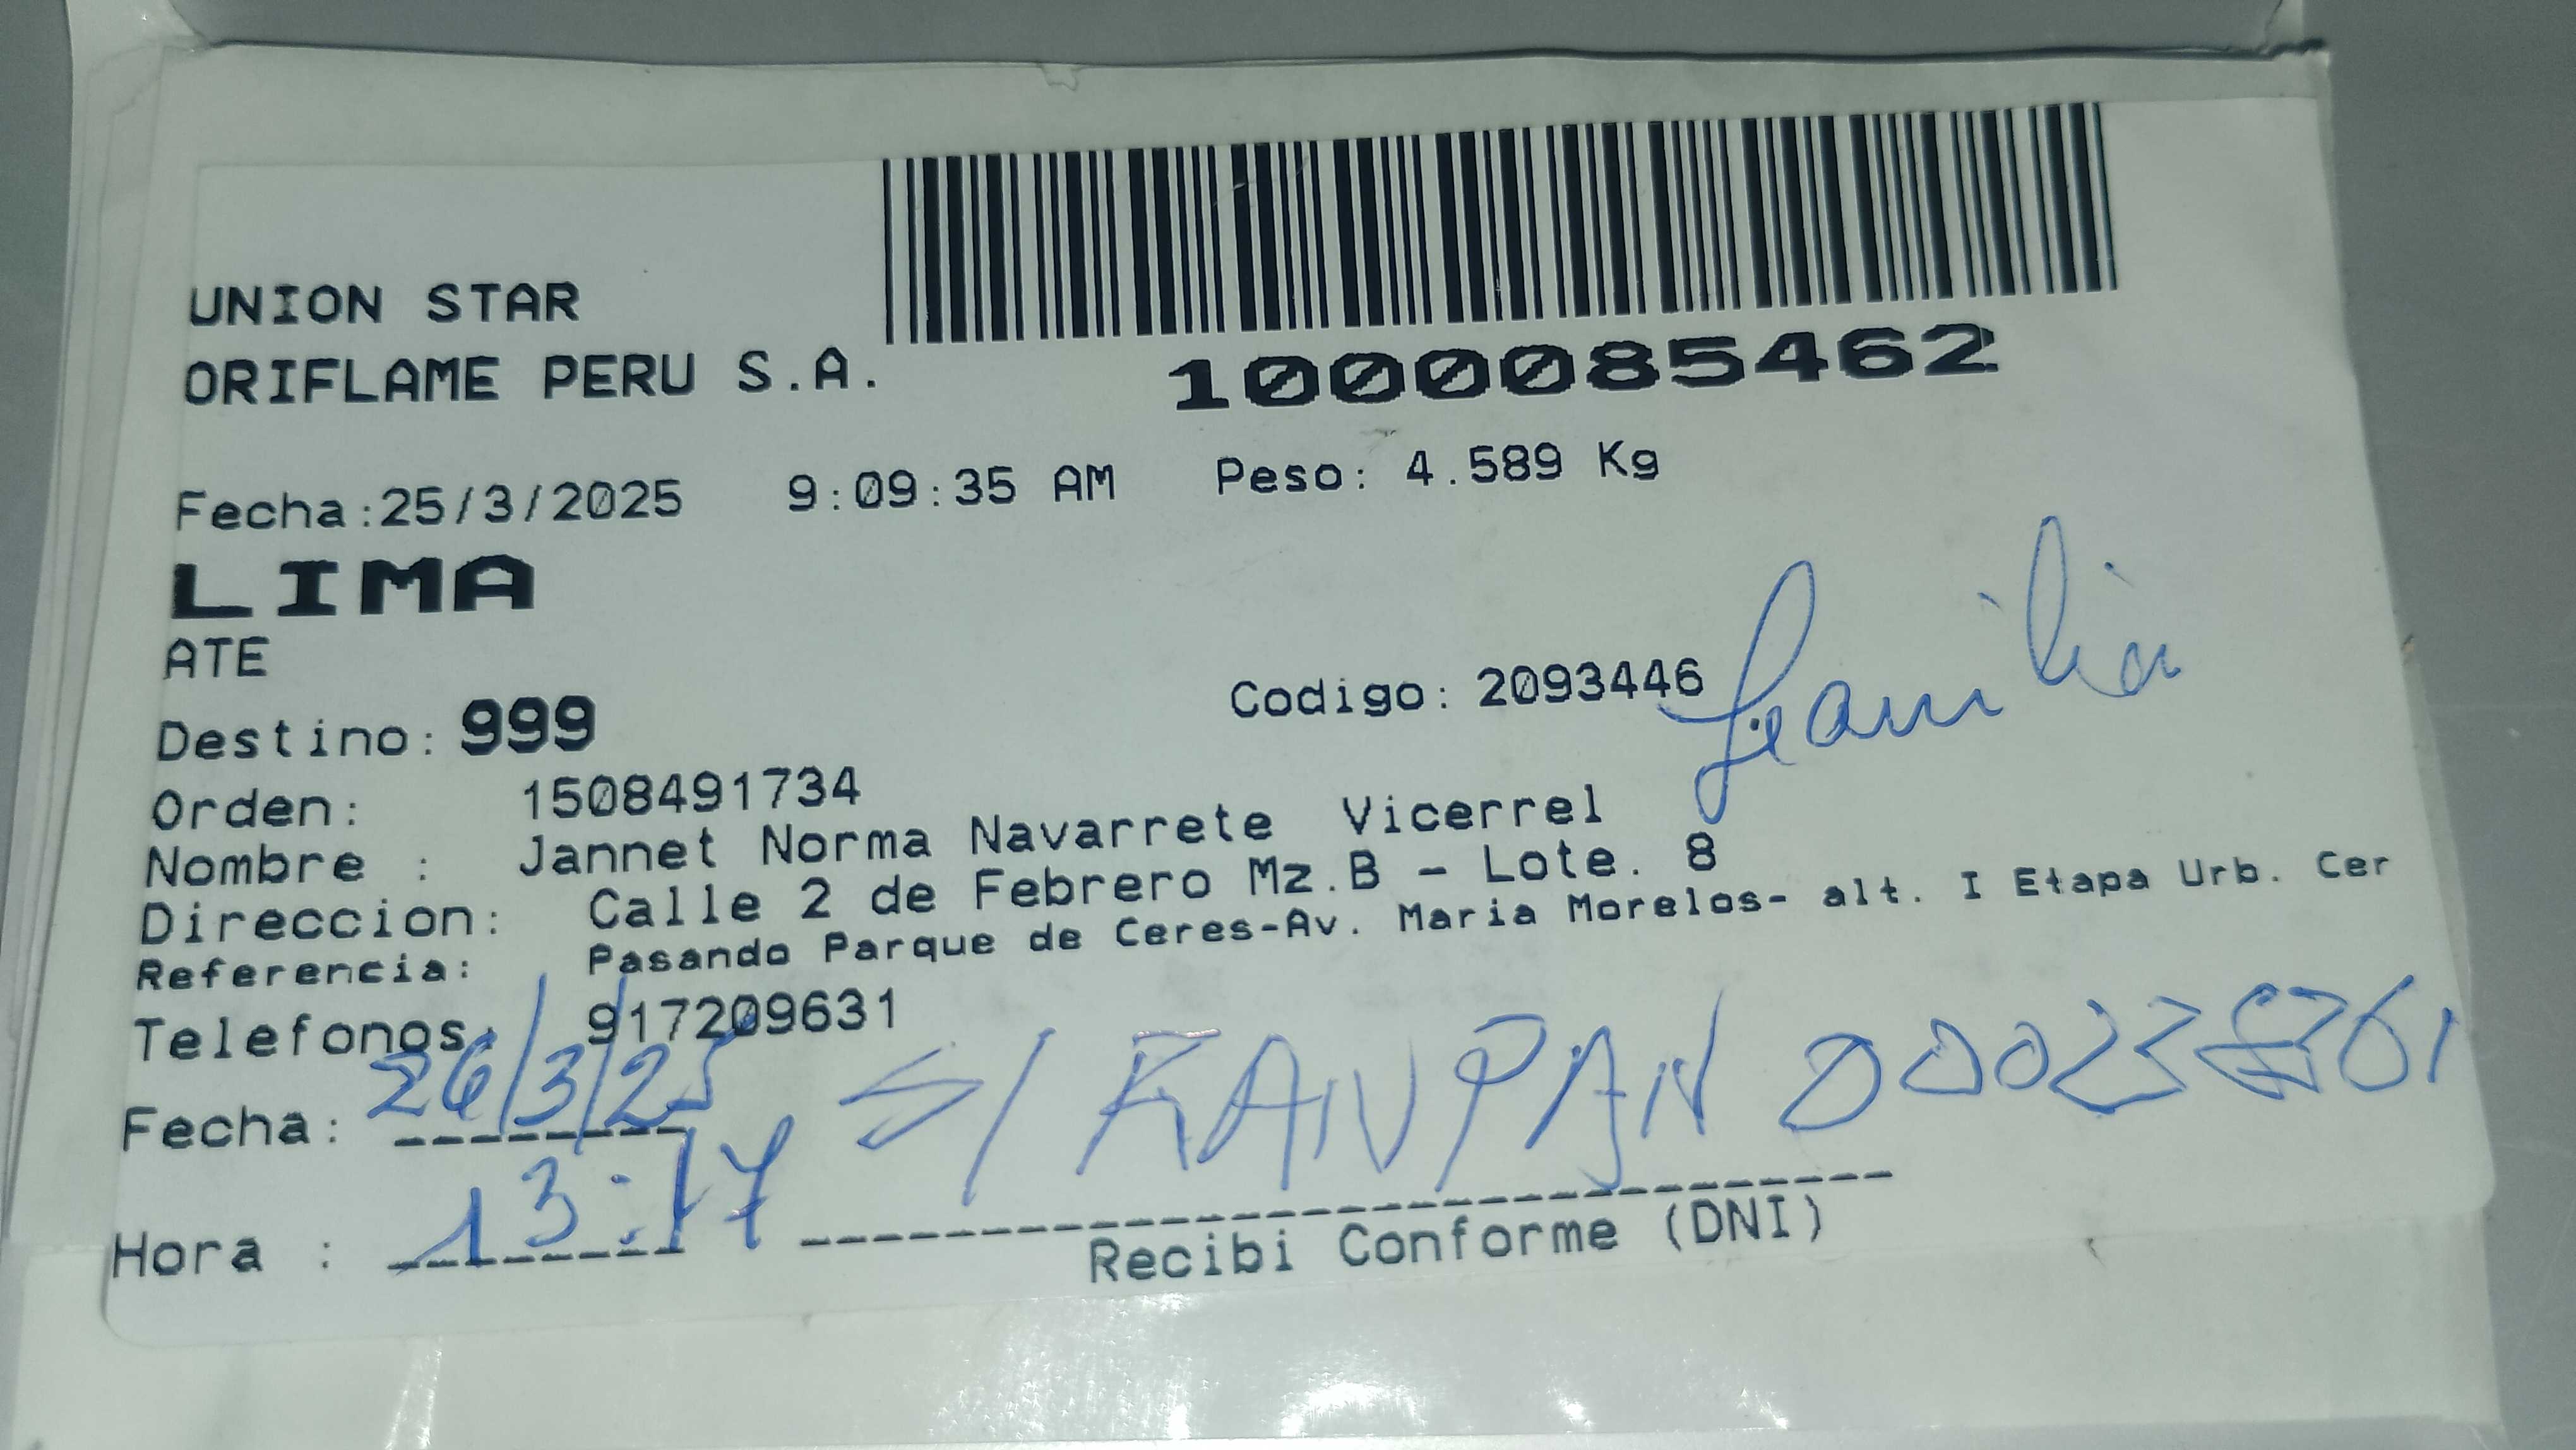 UNION STAR
ORIFLAME PERU S.A.
1000085462
Fecha:25/3/2025 9:09:35 AM Peso: 4.589 Kg
LIMA
ATE
Codigo: 2093446
Destino: 999
Familia
Orden: 1508491734
Nombre : Jannet Norma Navarrete Vicerrel
Direccion: Calle 2 de Febrero Mz.B - Lote. 8
Referencia: Pasando Parque de Ceres-Av. Maria Morelos- alt. I Etapa Urb. Cer
Telefonos: 917209631
Fecha: 26/3/25
Hora : 13:14
Recibi Conforme (DNI)